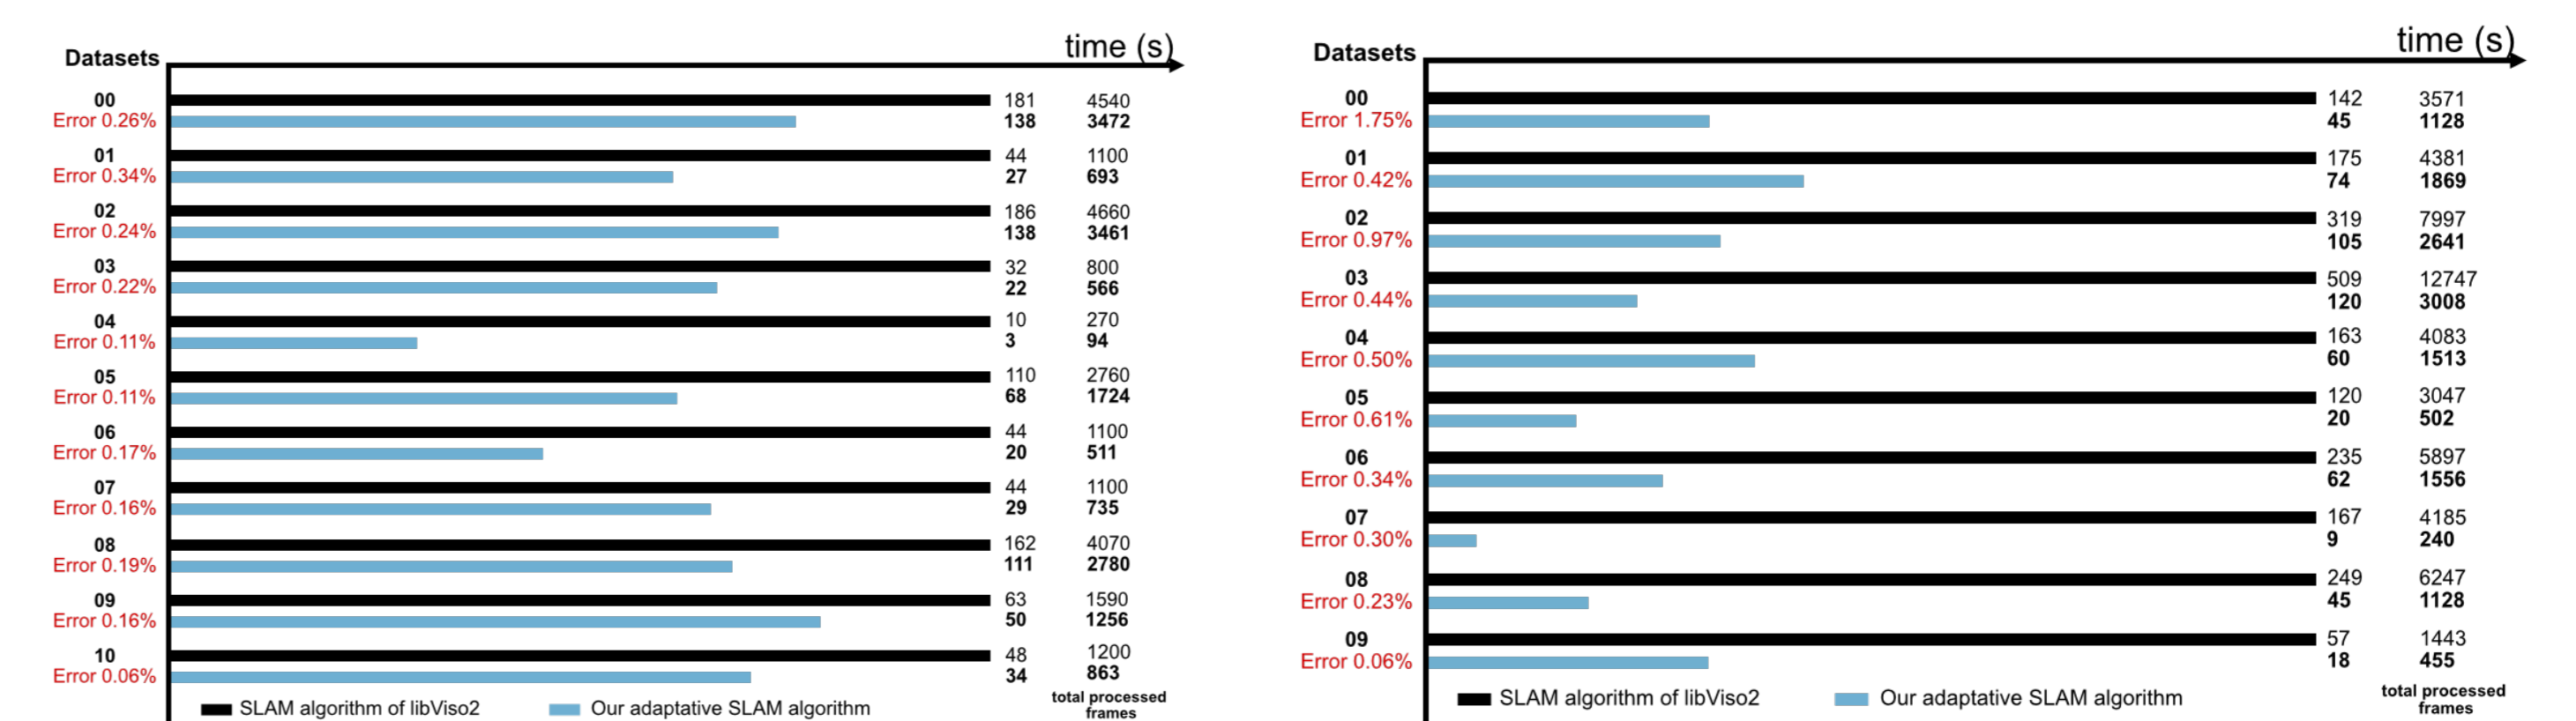 Datasets time (s)
00 181 4540
Error 0.26% 138 3472
01 44 1100
Error 0.34% 27 693
02 186 4660
Error 0.24% 138 3461
03 32 800
Error 0.22% 22 566
04 10 270
Error 0.11% 3 94
05 110 2760
Error 0.11% 68 1724
06 44 1100
Error 0.17% 20 511
07 44 1100
Error 0.16% 29 735
08 162 4070
Error 0.19% 111 2780
09 63 1590
Error 0.16% 50 1256
10 48 1200
Error 0.06% 34 863
total processed
frames
SLAM algorithm of libViso2 Our adaptative SLAM algorithm
Datasets time (s)
00 142 3571
Error 1.75% 45 1128
01 175 4381
Error 0.42% 74 1869
02 319 7997
Error 0.97% 105 2641
03 509 12747
Error 0.44% 120 3008
04 163 4083
Error 0.50% 60 1513
05 120 3047
Error 0.61% 20 502
06 235 5897
Error 0.34% 62 1556
07 167 4185
Error 0.30% 9 240
08 249 6247
Error 0.23% 45 1128
09 57 1443
Error 0.06% 18 455
total processed
frames
SLAM algorithm of libViso2 Our adaptative SLAM algorithm